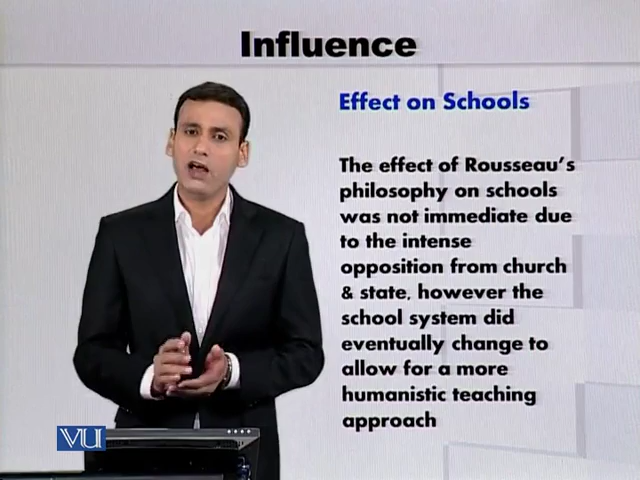 Influence
Effect on Schools
The effect of Rousseau's
philosophy on schools
was not immediate due
to the intense
opposition from church
& state, however the
school system did
eventually change to
allow for a more
humanistic teaching
approach
VU